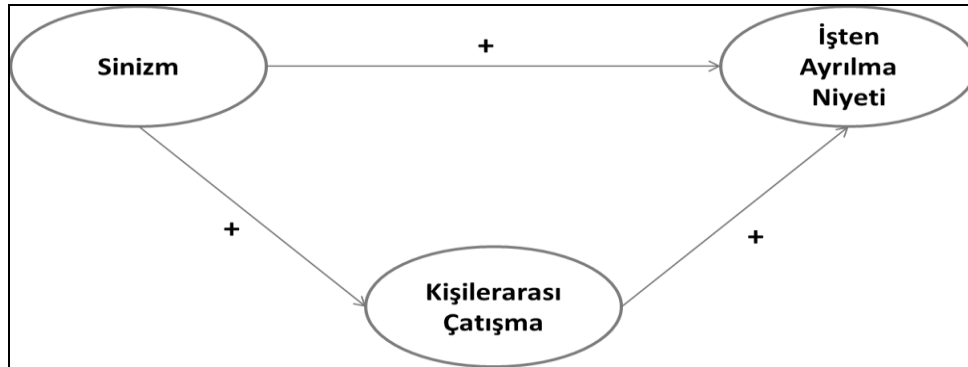 Sinizm
+
İşten
Ayrılma
Niyeti
+
+
Kişilerarası
Çatışma